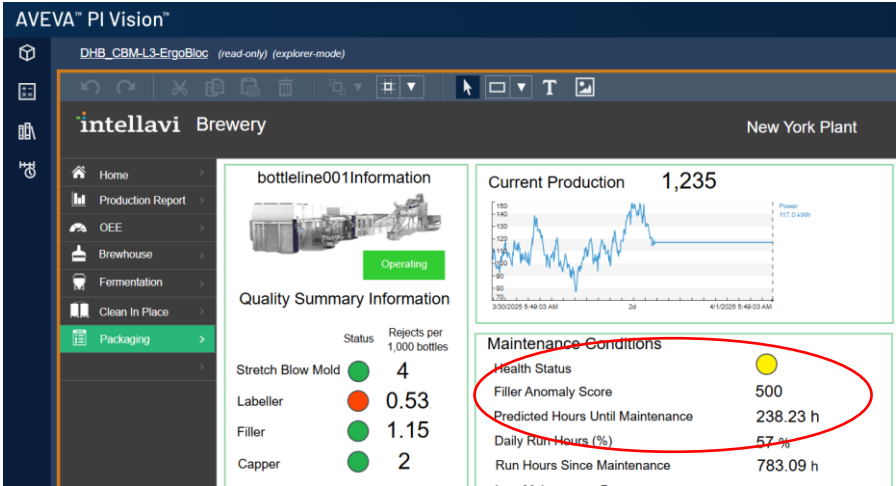 AVEVA™ PI Vision™
DHB_CBM-L3-ErgoBloc (read-only) (explorer-mode)
T
intellavi Brewery
New York Plant
Home
Production Report
OEE
Brewhouse
Fermentation
Clean In Place
Packaging
bottleline001Information
Operating
Quality Summary Information
Status
Rejects per
1,000 bottles
Stretch Blow Mold 4
Labeller 0.53
Filler 1.15
Capper 2
Current Production 1,235
150
140
130
110
90
80
Power
117.0 kWh
3/30/2025 5:49:03 AM 2d 4/1/2025 5:49:03 AM
Maintenance Conditions
Health Status
Filler Anomaly Score 500
Predicted Hours Until Maintenance 238.23 h
Daily Run Hours (%) 57 %
Run Hours Since Maintenance 783.09 h